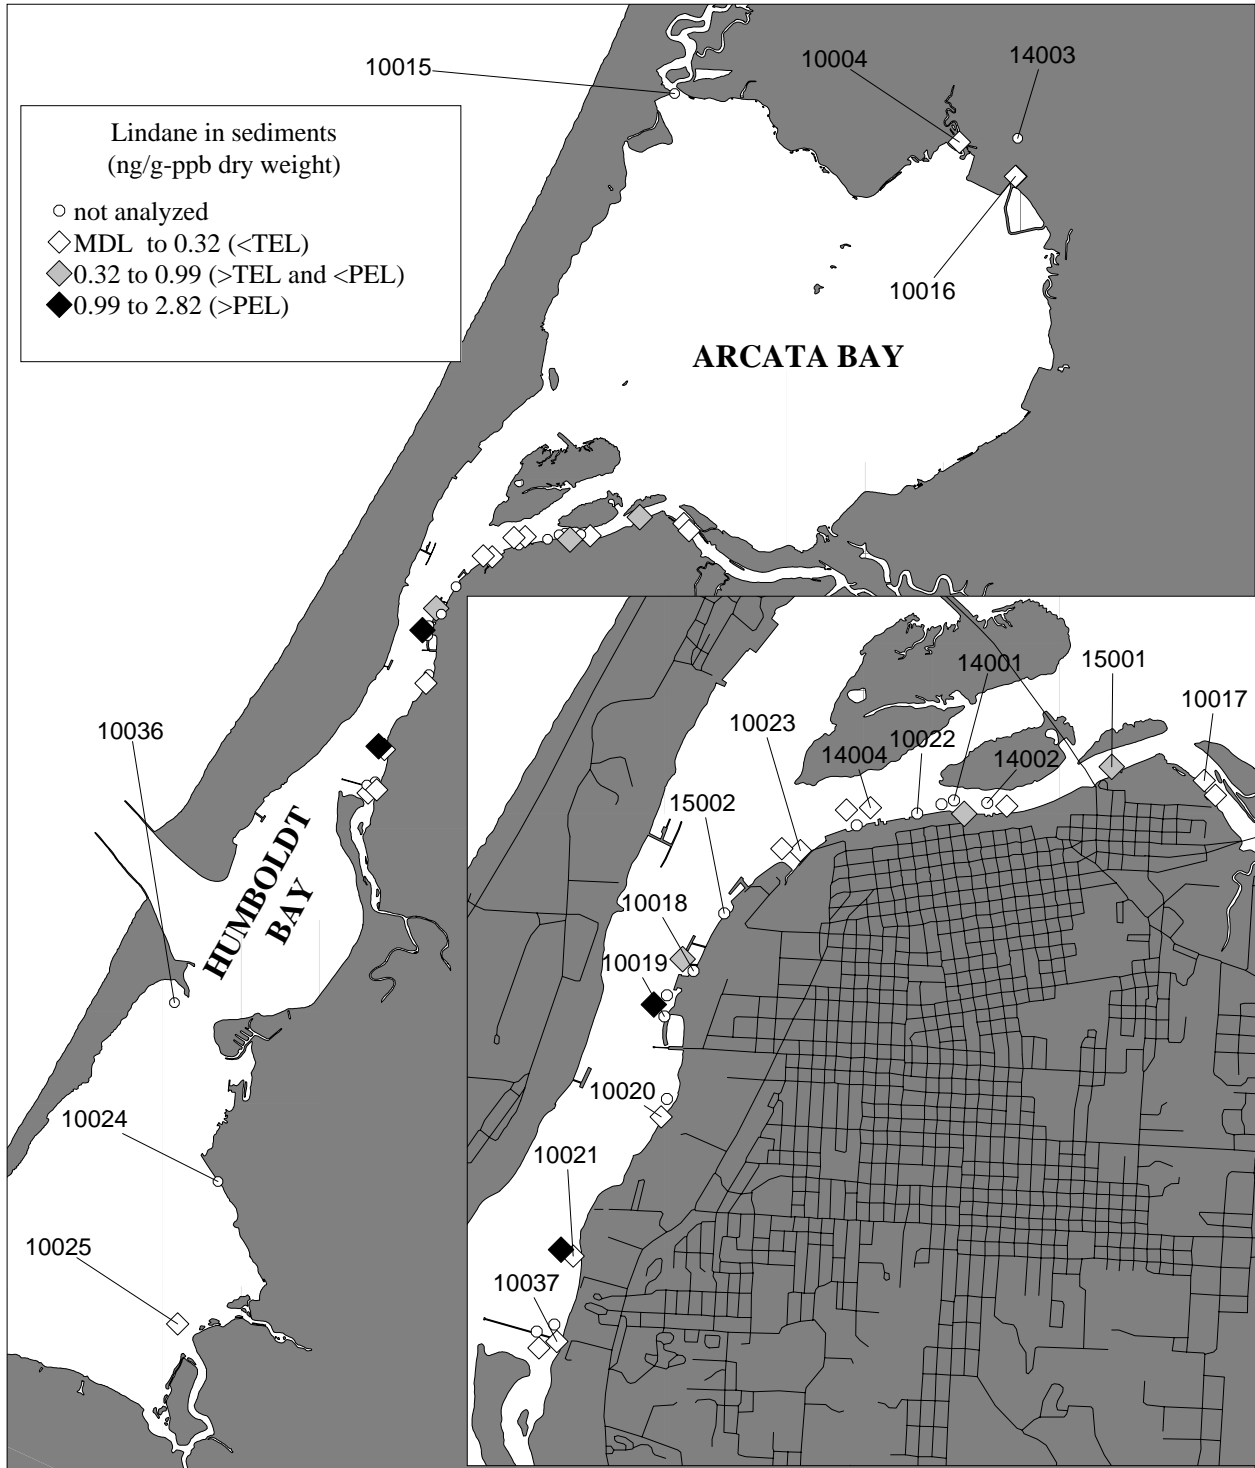 10015
10004
14003
Lindane in sediments
(ng/g-ppb dry weight)
not analyzed
MDL to 0.32 (<TEL)
0.32 to 0.99 (>TEL and <PEL)
0.99 to 2.82 (>PEL)
10016
ARCATA BAY
10036
HUMBOLDT
BAY
10024
10025
14001
15001
10017
10023
10022
14004
14002
15002
10018
10019
10020
10021
10037